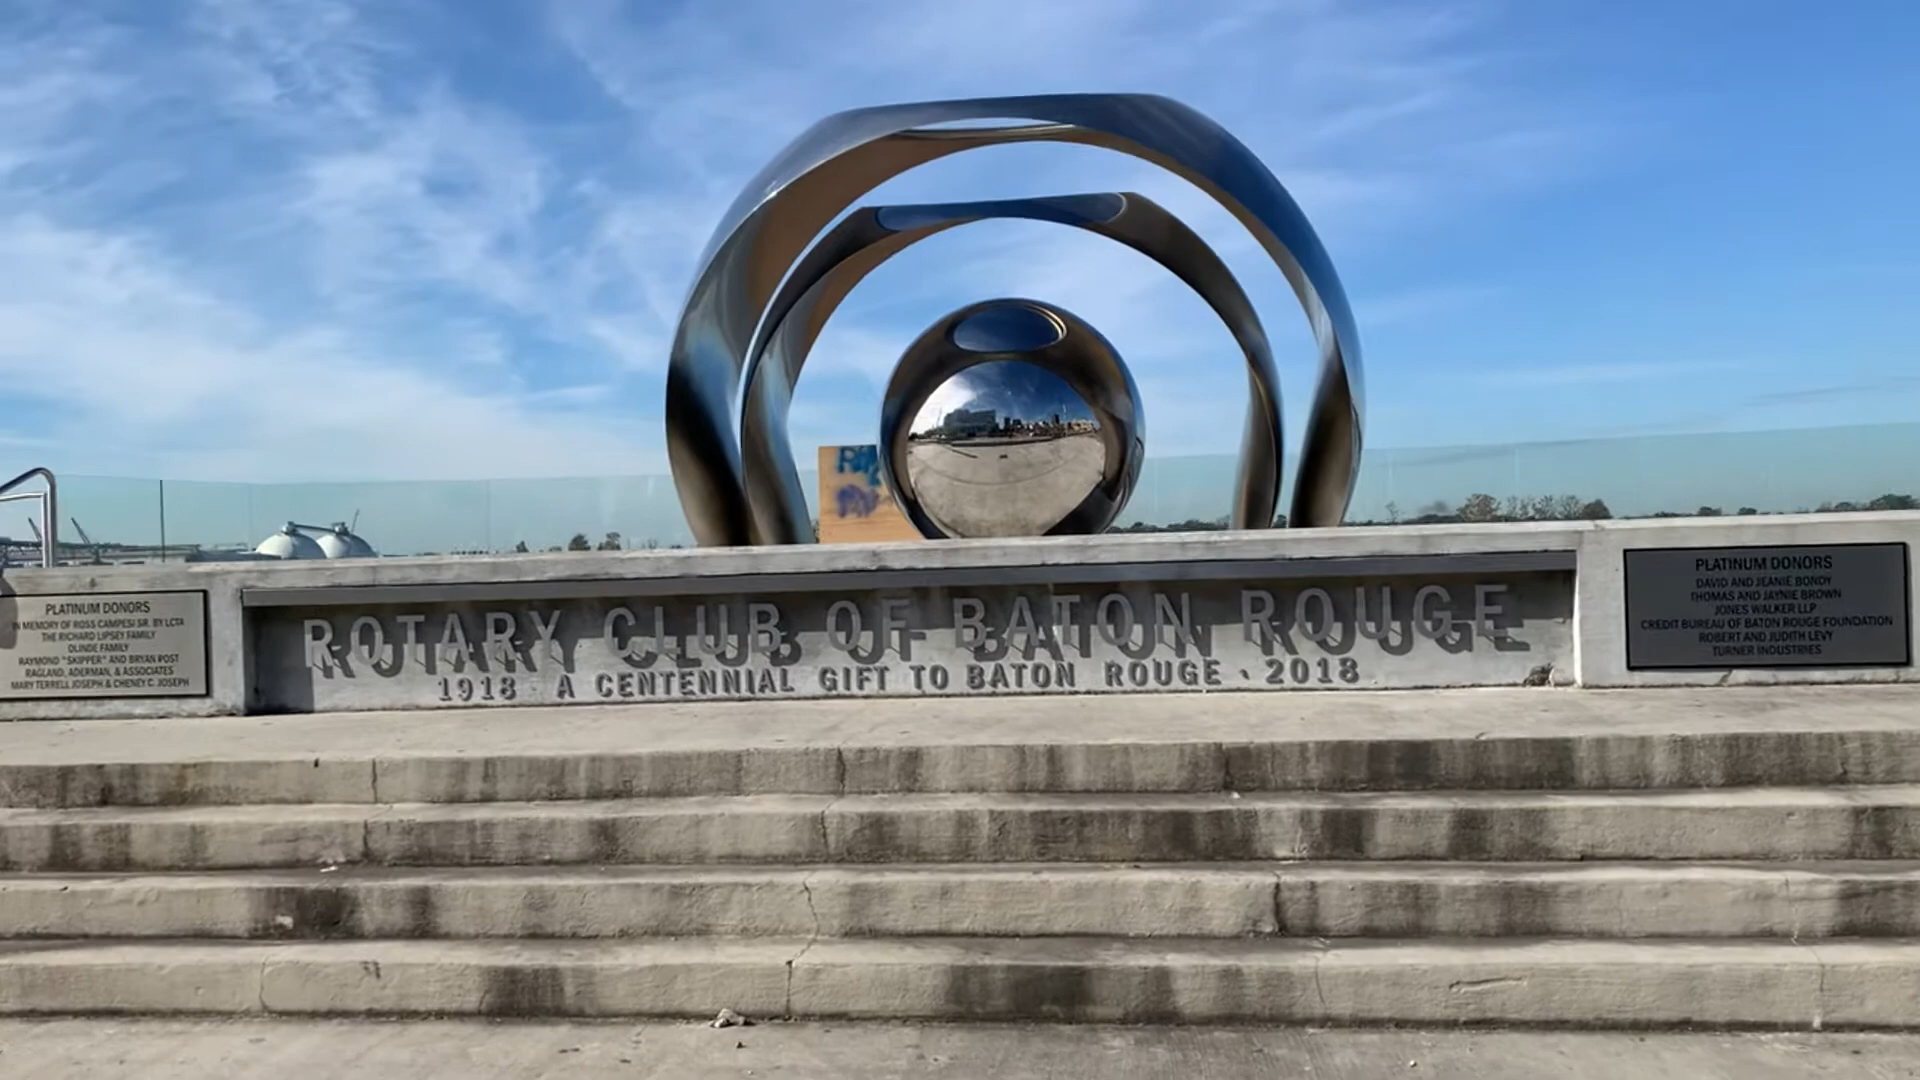 PLATINUM DONORS
IN MEMORY OF ROSS CAMPESI SR. BY LCTA
THE RICHARD LIPSEY FAMILY
OLINDE FAMILY
RAYMOND "SKIPPER" AND BRYAN POST
RAGLAND, ADERMAN, & ASSOCIATES
MARY TERRELL JOSEPH & CHENEY C. JOSEPH
ROTARY CLUB OF BATON ROUGE
1918 · A CENTENNIAL GIFT TO BATON ROUGE · 2018
PLATINUM DONORS
DAVID AND JEANIE BONDY
THOMAS AND JAYNIE BROWN
JONES WALKER LLP
CREDIT BUREAU OF BATON ROUGE FOUNDATION
ROBERT AND JUDITH LEVY
TURNER INDUSTRIES